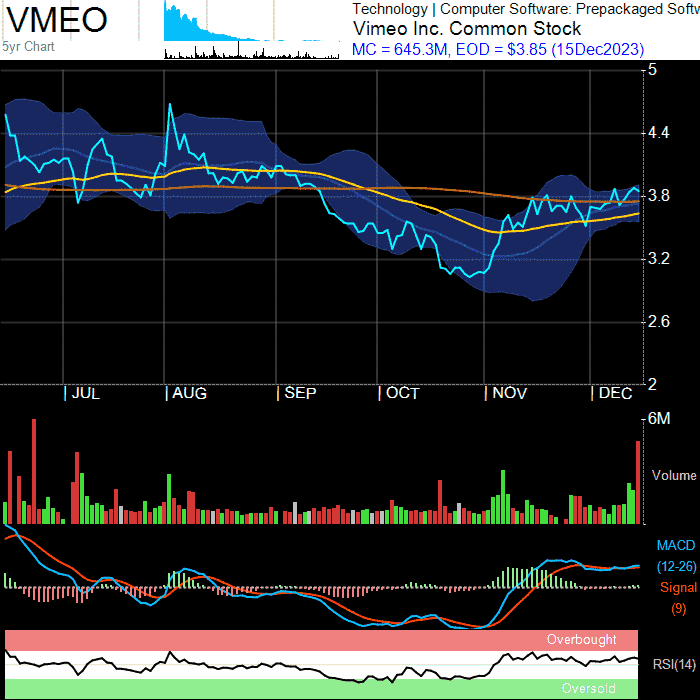 VMEO
5yr Chart
Technology | Computer Software: Prepackaged Softw
Vimeo Inc. Common Stock
MC = 645.3M, EOD = $3.85 (15Dec2023)
5
4.4
3.8
3.2
2.6
2
JUL AUG SEP OCT NOV DEC
6M
Volume
MACD
(12-26)
Signal
(9)
Overbought
RSI(14)
Oversold